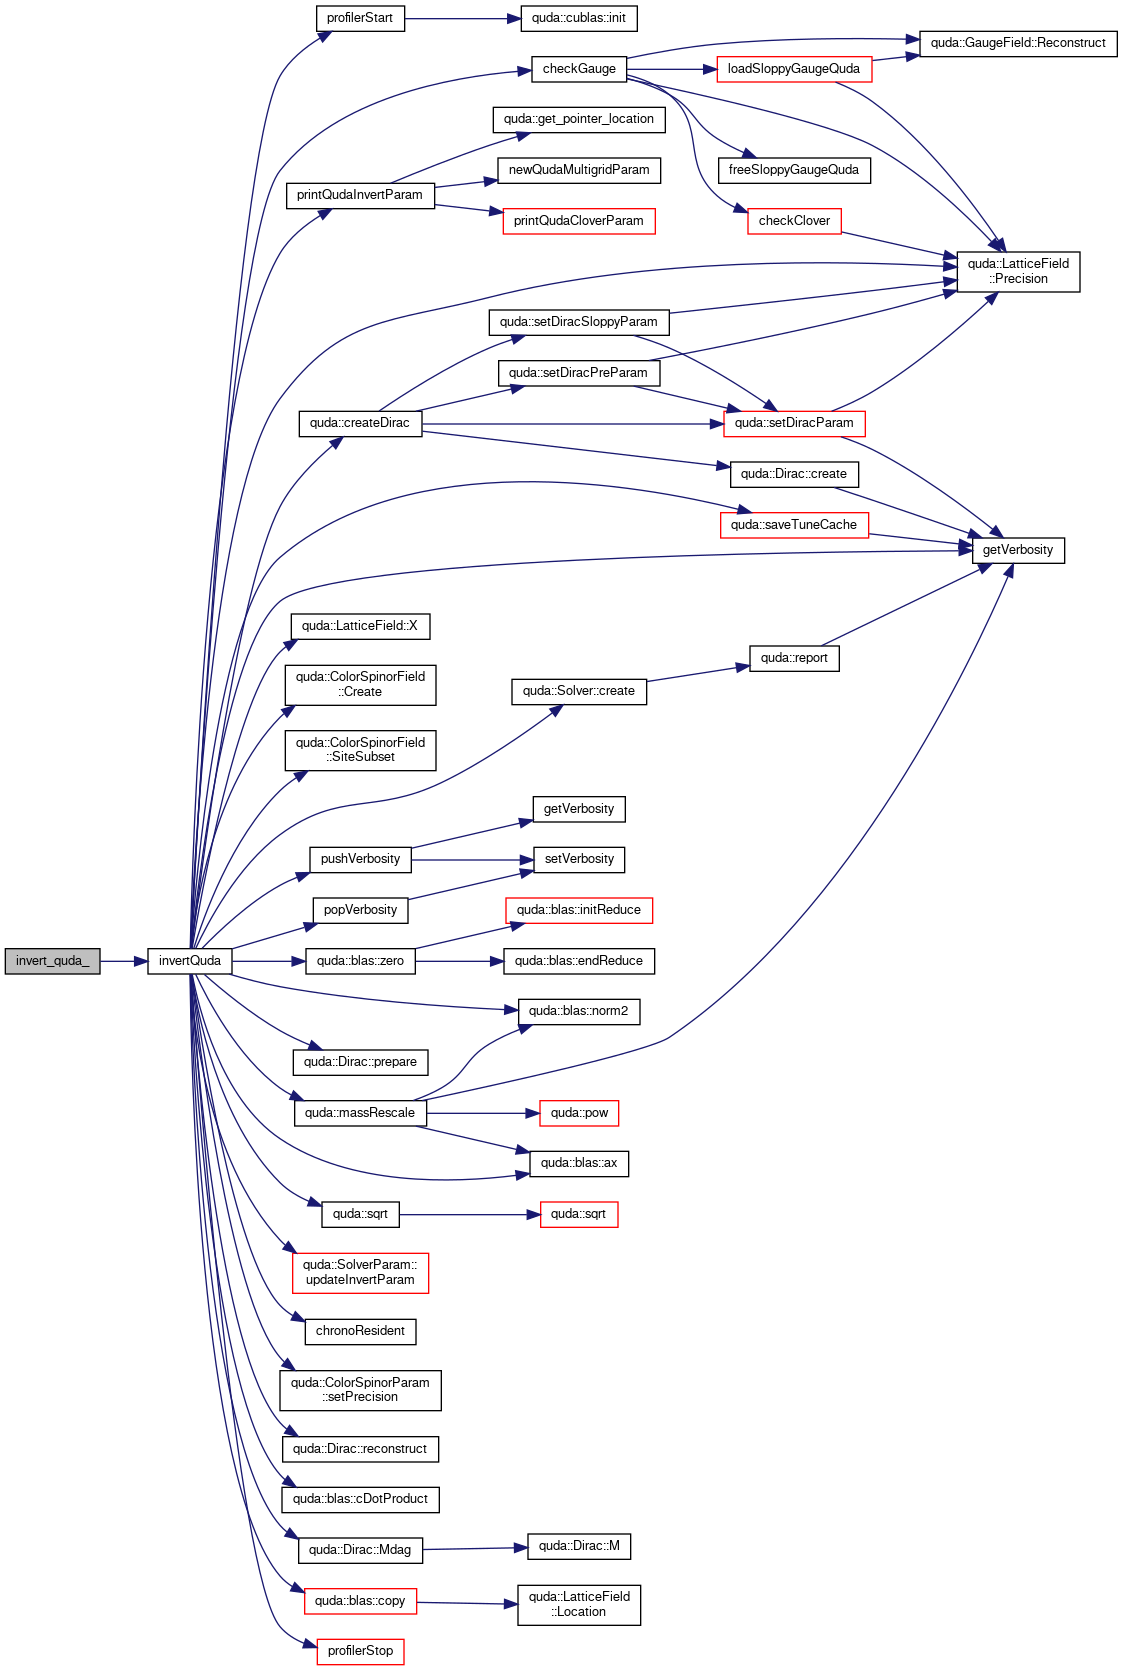 profilerStart
quda::cublas::init
checkGauge
loadSloppyGaugeQuda
quda::GaugeField::Reconstruct
quda::get_pointer_location
newQudaMultigridParam
freeSloppyGaugeQuda
printQudaInvertParam
printQudaCloverParam
checkClover
quda::LatticeField
::Precision
quda::setDiracSloppyParam
quda::setDiracPreParam
quda::createDirac
quda::setDiracParam
quda::Dirac::create
quda::saveTuneCache
getVerbosity
quda::LatticeField::X
quda::report
quda::ColorSpinorField
::Create
quda::Solver::create
quda::ColorSpinorField
::SiteSubset
getVerbosity
pushVerbosity
setVerbosity
popVerbosity
quda::blas::initReduce
invert_quda_
invertQuda
quda::blas::zero
quda::blas::endReduce
quda::blas::norm2
quda::Dirac::prepare
quda::massRescale
quda::pow
quda::blas::ax
quda::sqrt
quda::sqrt
quda::SolverParam::
updateInvertParam
chronoResident
quda::ColorSpinorParam
::setPrecision
quda::Dirac::reconstruct
quda::blas::cDotProduct
quda::Dirac::Mdag
quda::Dirac::M
quda::blas::copy
quda::LatticeField
::Location
profilerStop